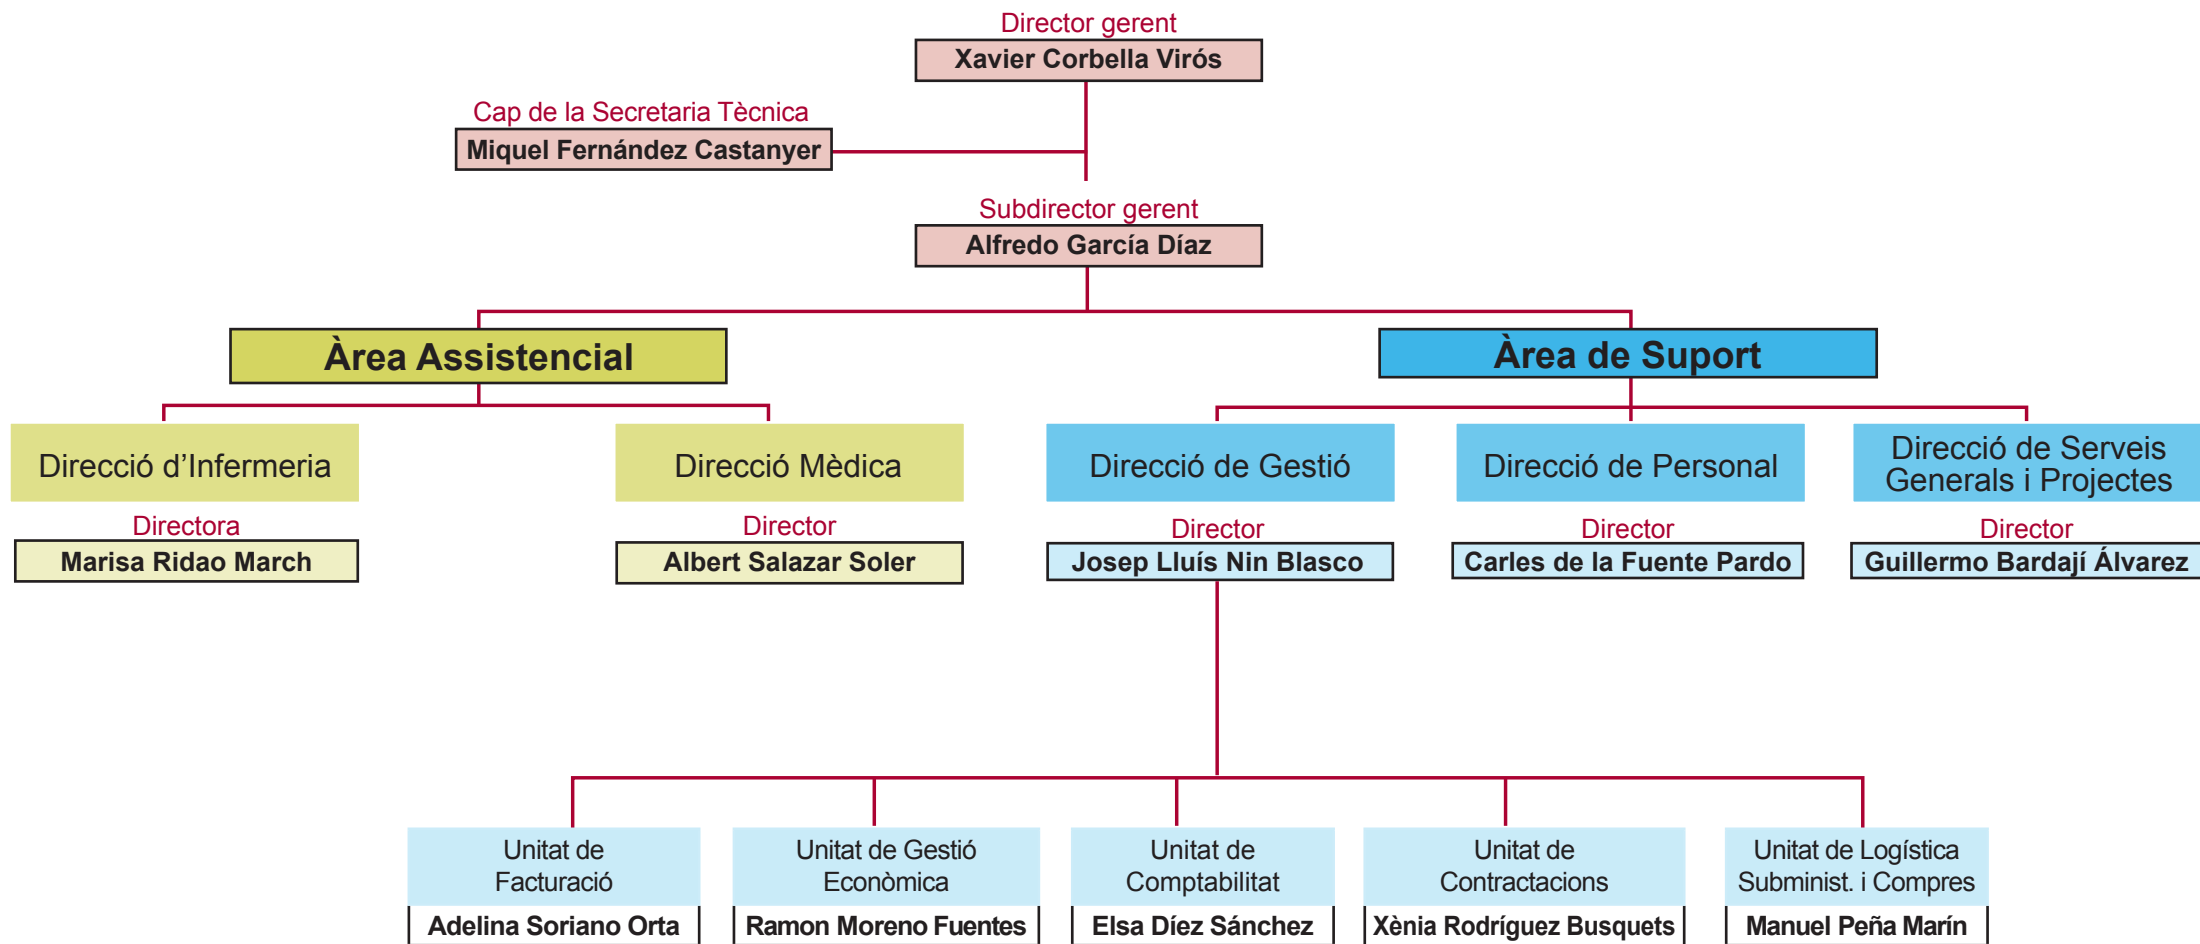 Director gerent
Xavier Corbella Virós
Cap de la Secretaria Tècnica
Miquel Fernández Castanyer
Subdirector gerent
Alfredo García Díaz
Àrea Assistencial
Àrea de Suport
Direcció d’Infermeria
Directora
Marisa Ridao March
Direcció Mèdica
Director
Albert Salazar Soler
Direcció de Gestió
Director
Josep Lluís Nin Blasco
Direcció de Personal
Director
Carles de la Fuente Pardo
Direcció de Serveis
Generals i Projectes
Director
Guillermo Bardají Álvarez
Unitat de
Facturació
Adelina Soriano Orta
Unitat de Gestió
Econòmica
Ramon Moreno Fuentes
Unitat de
Comptabilitat
Elsa Díez Sánchez
Unitat de
Contractacions
Xènia Rodríguez Busquets
Unitat de Logística
Subminist. i Compres
Manuel Peña Marín